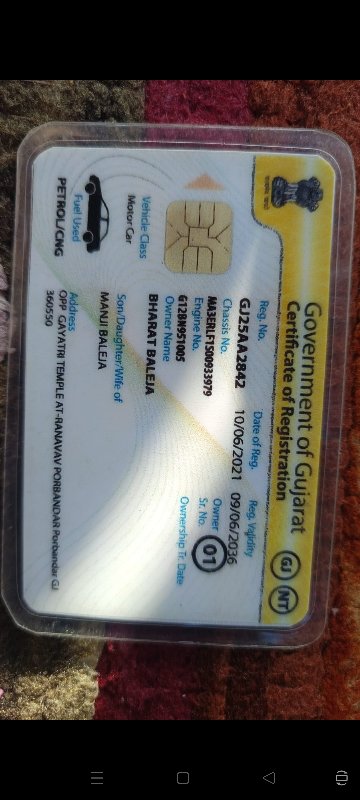 Government of Gujarat
Certificate of Registration
GJ NT
Reg. No. Date of Reg. Reg. Validity
GJ25AA2842 10/06/2021 09/06/2036
Chassis No.
MA3ERLF1S00933979
Owner
Sr. No. 01
Engine No.
G12BN951005
Ownership Tr. Date
Owner Name
BHARAT BALEJA
Vehicle Class
Motor Car
Son/Daughter/Wife of
MANJI BALEJA
Fuel Used
PETROL/CNG
Address
OPP GAYATRI TEMPLE AT-RANAVAV PORBANDAR Porbandar GJ
360550